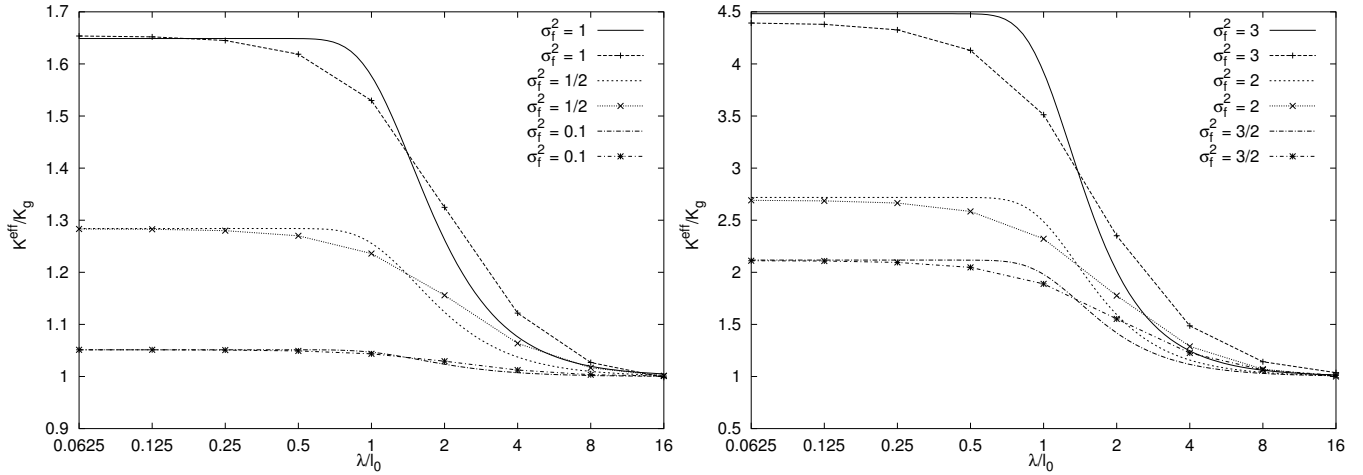 1.7
1.6
1.5
1.4
1.3
1.2
1.1
1
0.9
K^eff/K_g
0.0625 0.125 0.25 0.5 1 2 4 8 16
λ/l_0
σ_f^2 = 1
σ_f^2 = 1
σ_f^2 = 1/2
σ_f^2 = 1/2
σ_f^2 = 0.1
σ_f^2 = 0.1
4.5
4
3.5
3
2.5
2
1.5
1
0.5
K^eff/K_g
0.0625 0.125 0.25 0.5 1 2 4 8 16
λ/l_0
σ_f^2 = 3
σ_f^2 = 3
σ_f^2 = 2
σ_f^2 = 2
σ_f^2 = 3/2
σ_f^2 = 3/2